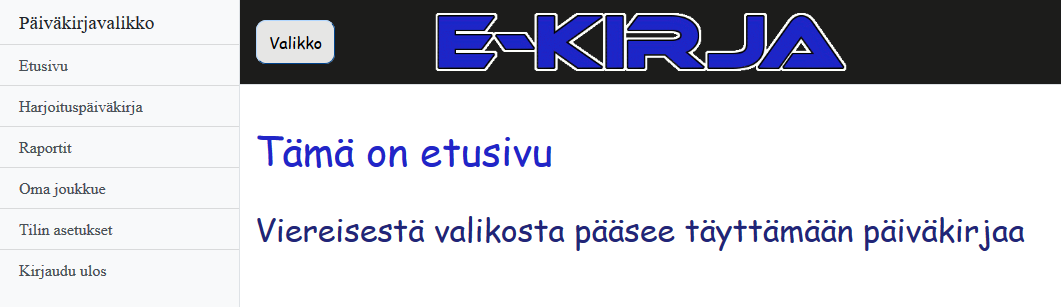 Päiväkirjavalikko
Etusivu
Harjoituspäiväkirja
Raportit
Oma joukkue
Tilin asetukset
Kirjaudu ulos
Valikko
E-KIRJA
Tämä on etusivu
Viereisestä valikosta pääsee täyttämään päiväkirjaa